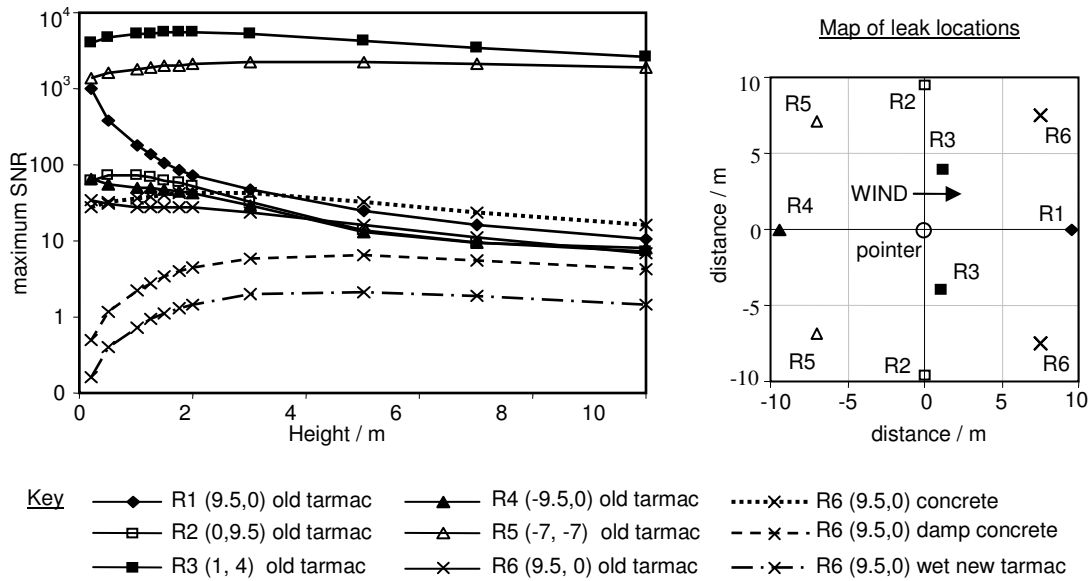 10^4
10^3
100
10
1
0
maximum SNR
0 2 4 6 8 10
Height / m
Map of leak locations
10
5
0
-5
-10
distance / m
R5
R2
R6
R3
WIND
R4
R1
pointer
R3
R5
R2
R6
-10 -5 0 5 10
distance / m
Key
R1 (9.5,0) old tarmac
R4 (-9.5,0) old tarmac
R6 (9.5,0) concrete
R2 (0,9.5) old tarmac
R5 (-7, -7) old tarmac
R6 (9.5,0) damp concrete
R3 (1, 4) old tarmac
R6 (9.5, 0) old tarmac
R6 (9.5,0) wet new tarmac